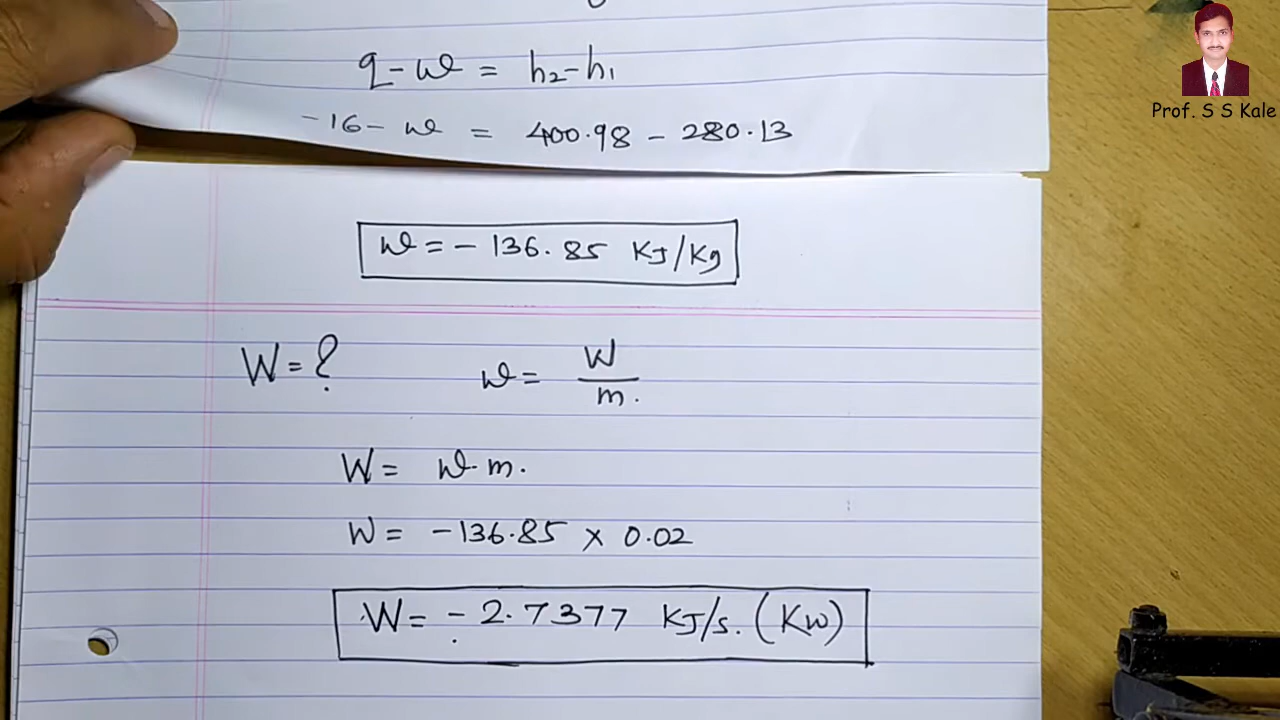 q-w = h2-h1
-16-w = 400.98 - 280.13
w = - 136.85 KJ/Kg
W = ? w = W/m.
W = w.m.
W = -136.85 × 0.02
W = - 2.7377 KJ/s. (Kw)
Prof. S S Kale